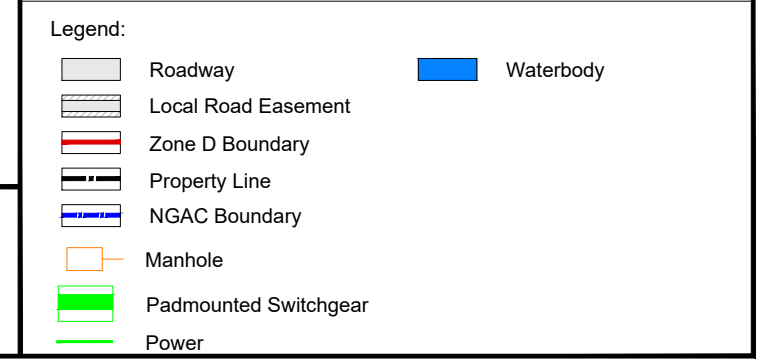 Legend:
Roadway
Waterbody
Local Road Easement
Zone D Boundary
Property Line
NGAC Boundary
Manhole
Padmounted Switchgear
Power